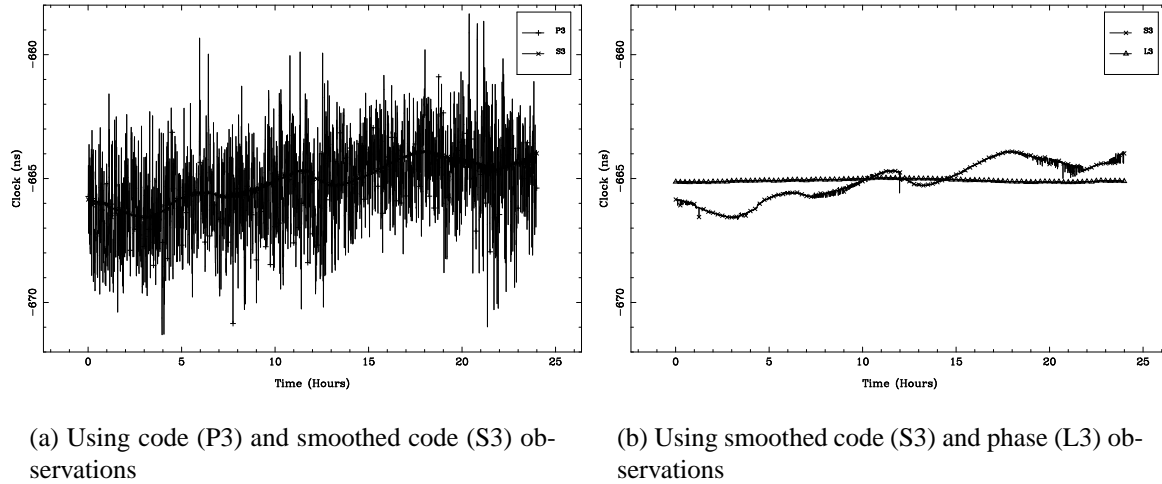 P3
S3
-660
-665
-670
Clock (ns)
0 5 10 15 20 25
Time (Hours)
S3
L3
-660
-665
-670
Clock (ns)
0 5 10 15 20 25
Time (Hours)
(a) Using code (P3) and smoothed code (S3) ob-
servations
(b) Using smoothed code (S3) and phase (L3) ob-
servations